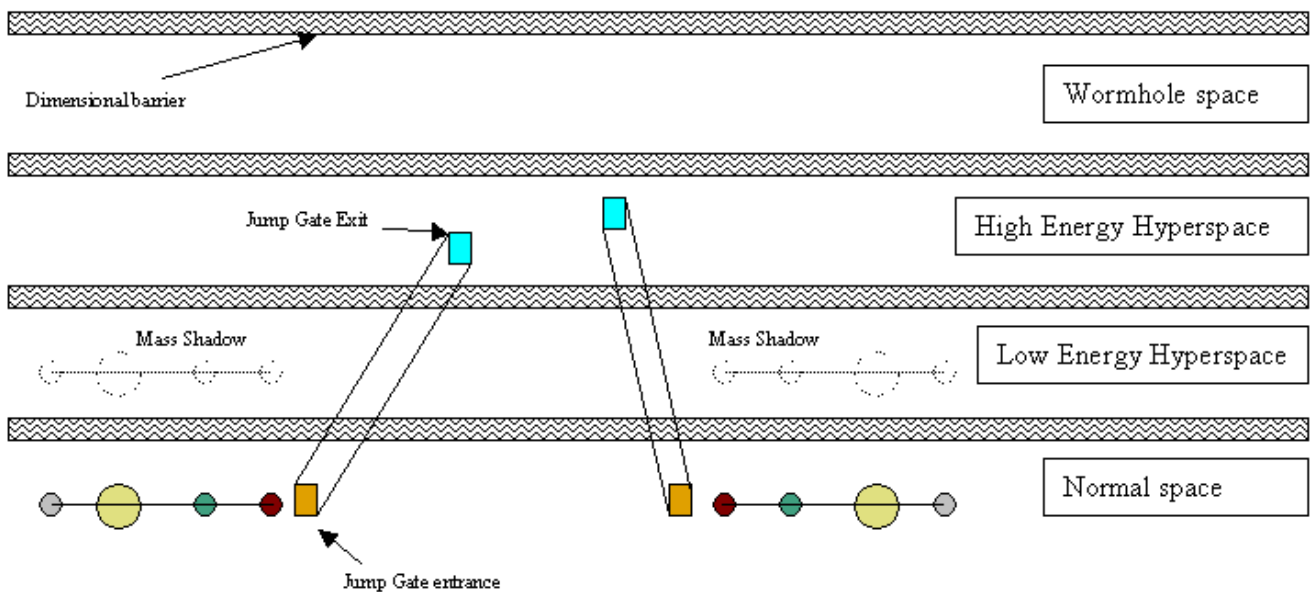 Dimensional barrier
Wormhole space
Jump Gate Exit
High Energy Hyperspace
Mass Shadow
Mass Shadow
Low Energy Hyperspace
Normal space
Jump Gate entrance